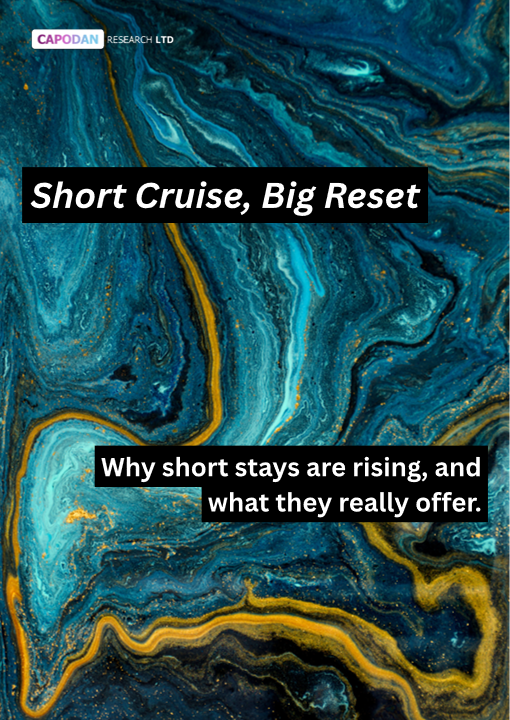 CAPODAN RESEARCH LTD
Short Cruise, Big Reset
Why short stays are rising, and
what they really offer.